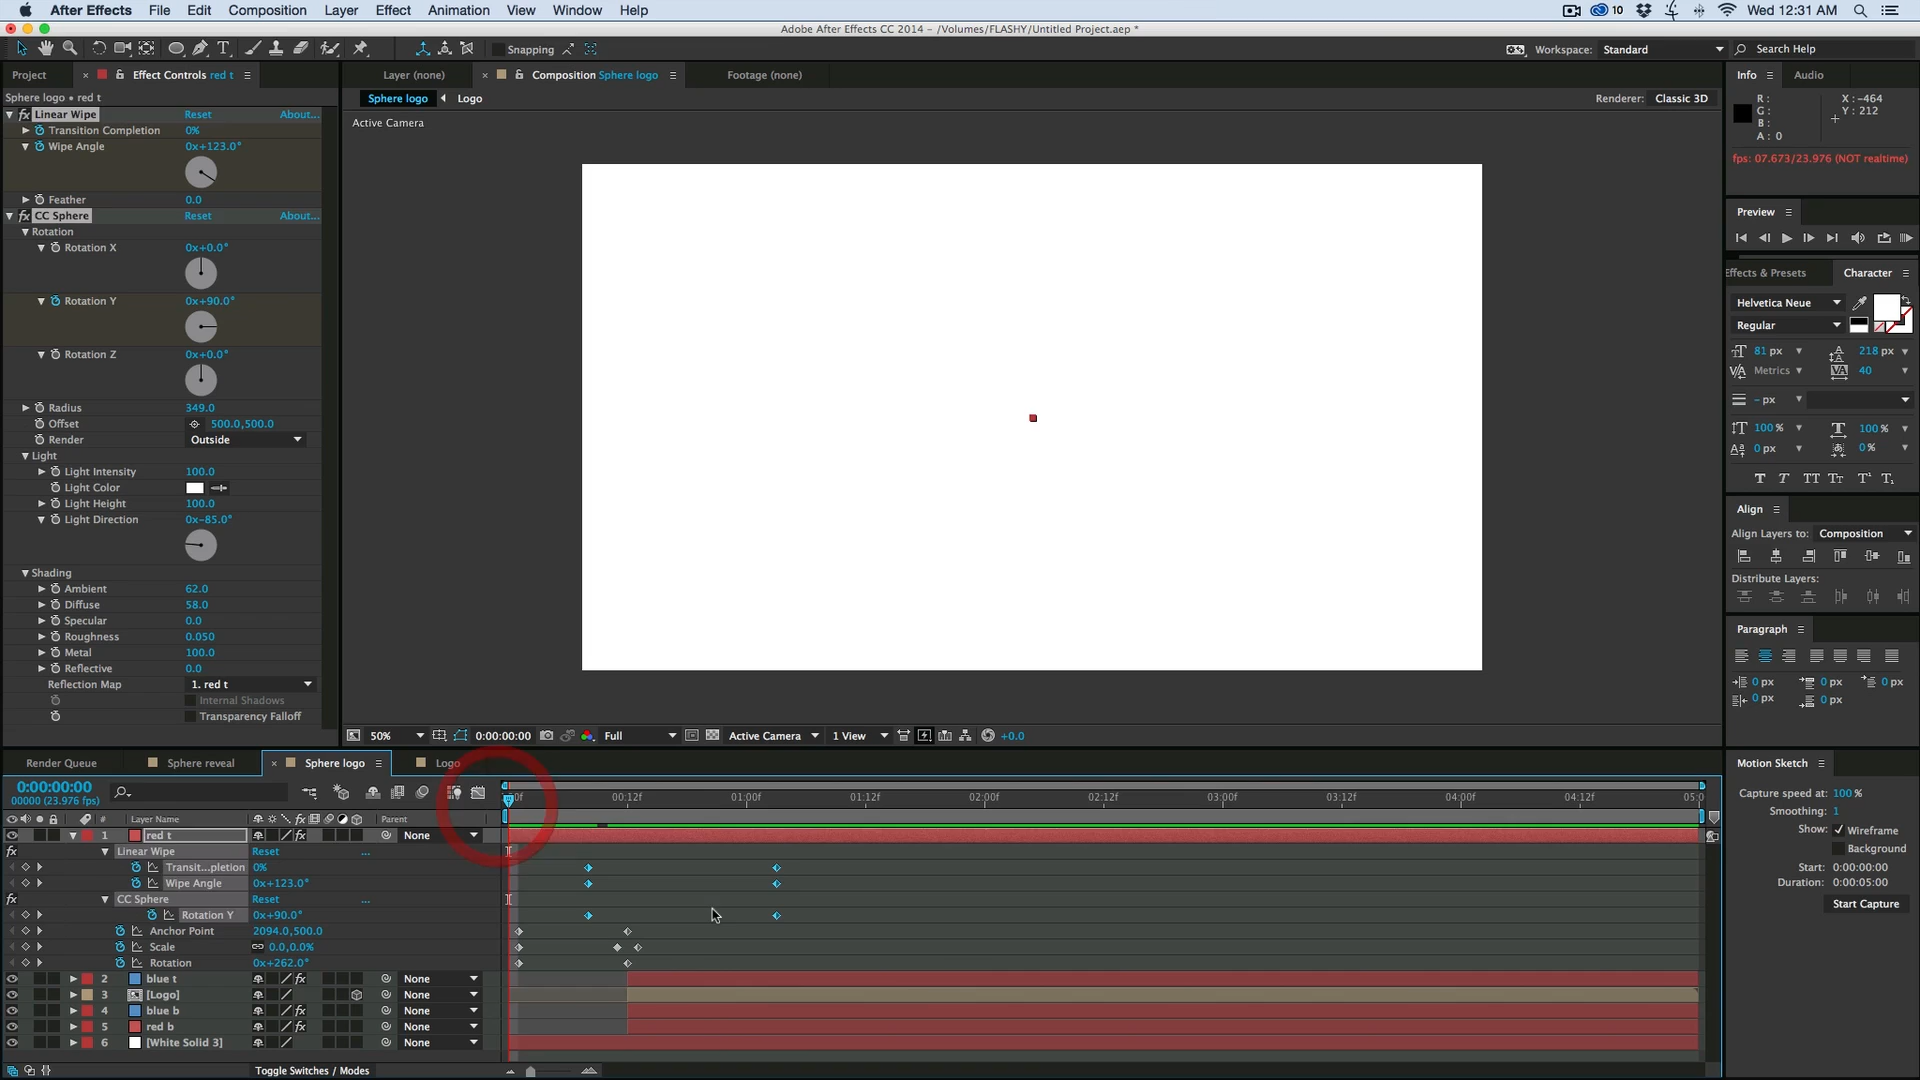 After Effects File Edit Composition Layer Effect Animation View Window Help 10 Wed 12:31 AM
Adobe After Effects CC 2014 – /Volumes/FLASHY/Untitled Project.aep *
Snapping Workspace: Standard Search Help
Project × Effect Controls red t
Layer (none) × Composition Sphere logo Footage (none)
Info Audio
Sphere logo • red t
Sphere logo Logo Renderer: Classic 3D
Active Camera
R: X : -464
G: Y : 212
B:
A : 0
fps: 07.673/23.976 (NOT realtime)
fx Linear Wipe Reset About...
Transition Completion 0%
Wipe Angle 0x+123.0°
Feather 0.0
fx CC Sphere Reset About...
Rotation
Rotation X 0x+0.0°
Rotation Y 0x+90.0°
Rotation Z 0x+0.0°
Radius 349.0
Offset 500.0,500.0
Render Outside
Light
Light Intensity 100.0
Light Color
Light Height 100.0
Light Direction 0x-85.0°
Shading
Ambient 62.0
Diffuse 58.0
Specular 0.0
Roughness 0.050
Metal 100.0
Reflective 0.0
Reflection Map 1. red t
Internal Shadows
Transparency Falloff
Preview
Effects & Presets Character
Helvetica Neue
Regular
81 px 218 px
Metrics 40
– px
100 % 100 %
0 px 0 %
T T TT Tt T¹ T₁
Align
Align Layers to: Composition
Distribute Layers:
Paragraph
0 px 0 px 0 px
0 px 0 px
50% 0:00:00:00 Full Active Camera 1 View +0.0
Render Queue Sphere reveal × Sphere logo Logo
0:00:00:00
00000 (23.976 fps)
00:12f 01:00f 01:12f 02:00f 02:12f 03:00f 03:12f 04:00f 04:12f 05:0
# Layer Name Parent
1 red t fx None
fx Linear Wipe Reset ...
Transit...pletion 0%
Wipe Angle 0x+123.0°
fx CC Sphere Reset ...
Rotation Y 0x+90.0°
Anchor Point 2094.0,500.0
Scale 0.0,0.0%
Rotation 0x+262.0°
2 blue t fx None
3 [Logo] None
4 blue b fx None
5 red b fx None
6 [White Solid 3] None
Toggle Switches / Modes
Motion Sketch
Capture speed at: 100 %
Smoothing: 1
Show: Wireframe
Background
Start: 0:00:00:00
Duration: 0:00:05:00
Start Capture